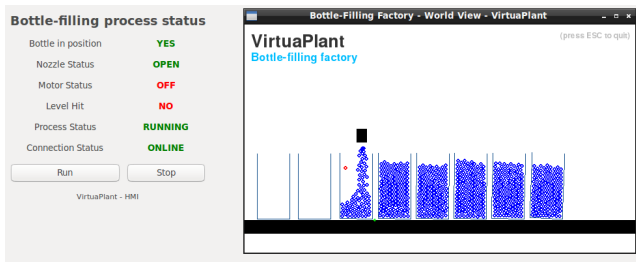 Bottle-filling process status
Bottle in position YES
Nozzle Status OPEN
Motor Status OFF
Level Hit NO
Process Status RUNNING
Connection Status ONLINE
Run Stop
VirtuaPlant - HMI
Bottle-Filling Factory - World View - VirtuaPlant
VirtuaPlant
(press ESC to quit)
Bottle-filling factory